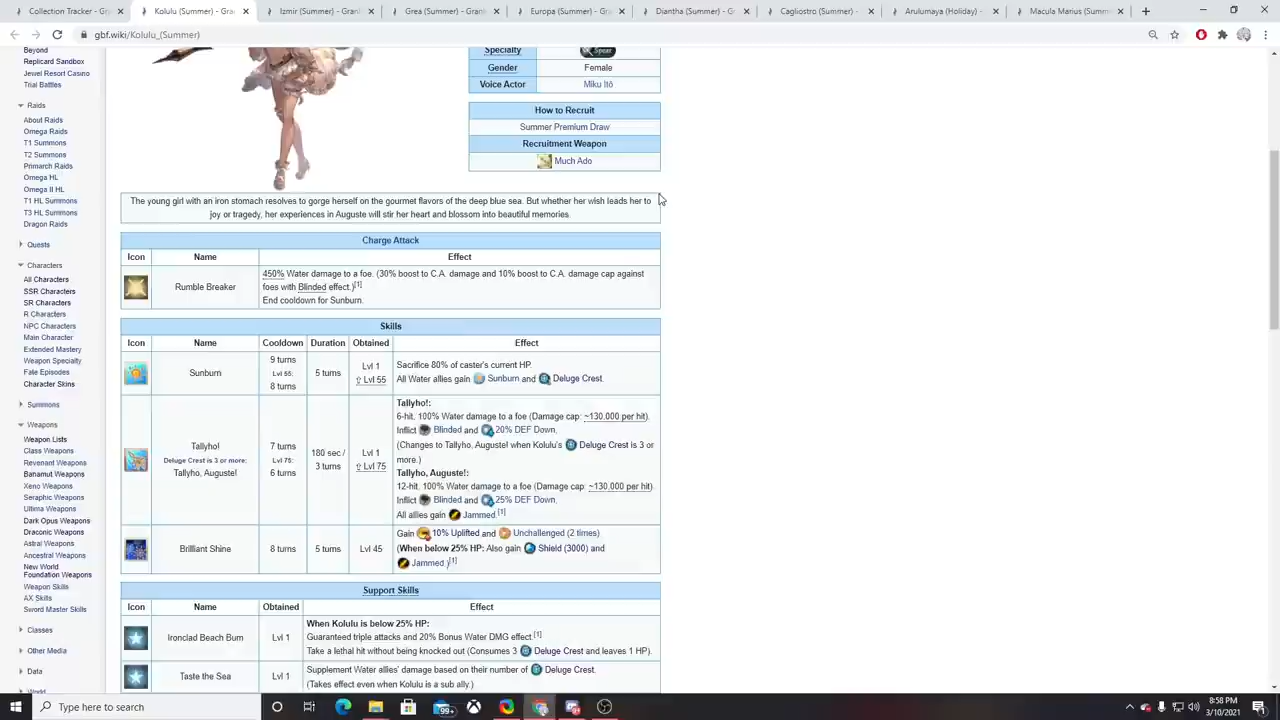 Collection Tracker - Gr
Kolulu (Summer) - Gra
Izmir (Summer) - Gran
Grea (Summer) - Gran
Europa (Summer) - Gra
Diantha (Summer) - Gr
Cagliostro (Summer) -
Arulumaya (Holiday) -
Macula Marius (Summ
gbf.wiki/Kolulu_(Summer)
Beyond
Replicard Sandbox
Jewel Resort Casino
Trial Battles
Raids
About Raids
Omega Raids
T1 Summons
T2 Summons
Primarch Raids
Omega HL
Omega II HL
T1 HL Summons
T3 HL Summons
Dragon Raids
Quests
Characters
All Characters
SSR Characters
SR Characters
R Characters
NPC Characters
Main Character
Extended Mastery
Weapon Specialty
Fate Episodes
Character Skins
Summons
Weapons
Weapon Lists
Class Weapons
Revenant Weapons
Bahamut Weapons
Xeno Weapons
Seraphic Weapons
Ultima Weapons
Dark Opus Weapons
Draconic Weapons
Astral Weapons
Ancestral Weapons
New World
Foundation Weapons
Weapon Skills
AX Skills
Sword Master Skills
Classes
Other Media
Data
World
Specialty Spear
Gender Female
Voice Actor Miku Itō
How to Recruit
Summer Premium Draw
Recruitment Weapon
Much Ado
The young girl with an iron stomach resolves to gorge herself on the gourmet flavors of the deep blue sea. But whether her wish leads her to
joy or tragedy, her experiences in Auguste will stir her heart and blossom into beautiful memories.
Charge Attack
Icon Name Effect
Rumble Breaker
450% Water damage to a foe. (30% boost to C.A. damage and 10% boost to C.A. damage cap against
foes with Blinded effect.)[1]
End cooldown for Sunburn.
Skills
Icon Name Cooldown Duration Obtained Effect
Sunburn
9 turns
Lvl 55:
8 turns
5 turns
Lvl 1
⇧ Lvl 55
Sacrifice 80% of caster's current HP.
All Water allies gain Sunburn and Deluge Crest.
Tallyho!
Deluge Crest is 3 or more:
Tallyho, Auguste!
7 turns
Lvl 75:
6 turns
180 sec /
3 turns
Lvl 1
⇧ Lvl 75
Tallyho!:
6-hit, 100% Water damage to a foe (Damage cap: ~130,000 per hit).
Inflict Blinded and 20% DEF Down.
(Changes to Tallyho, Auguste! when Kolulu's Deluge Crest is 3 or
more.)
Tallyho, Auguste!:
12-hit, 100% Water damage to a foe (Damage cap: ~130,000 per hit).
Inflict Blinded and 25% DEF Down.
All allies gain Jammed.[1]
Brilliant Shine
8 turns
5 turns
Lvl 45
Gain 10% Uplifted and Unchallenged (2 times)
(When below 25% HP: Also gain Shield (3000) and
Jammed.)[1]
Support Skills
Icon Name Obtained Effect
Ironclad Beach Bum
Lvl 1
When Kolulu is below 25% HP:
Guaranteed triple attacks and 20% Bonus Water DMG effect.[1]
Take a lethal hit without being knocked out (Consumes 3 Deluge Crest and leaves 1 HP).
Taste the Sea
Lvl 1
Supplement Water allies' damage based on their number of Deluge Crest.
(Takes effect even when Kolulu is a sub ally.)
Type here to search
99+
8:58 PM
3/10/2021